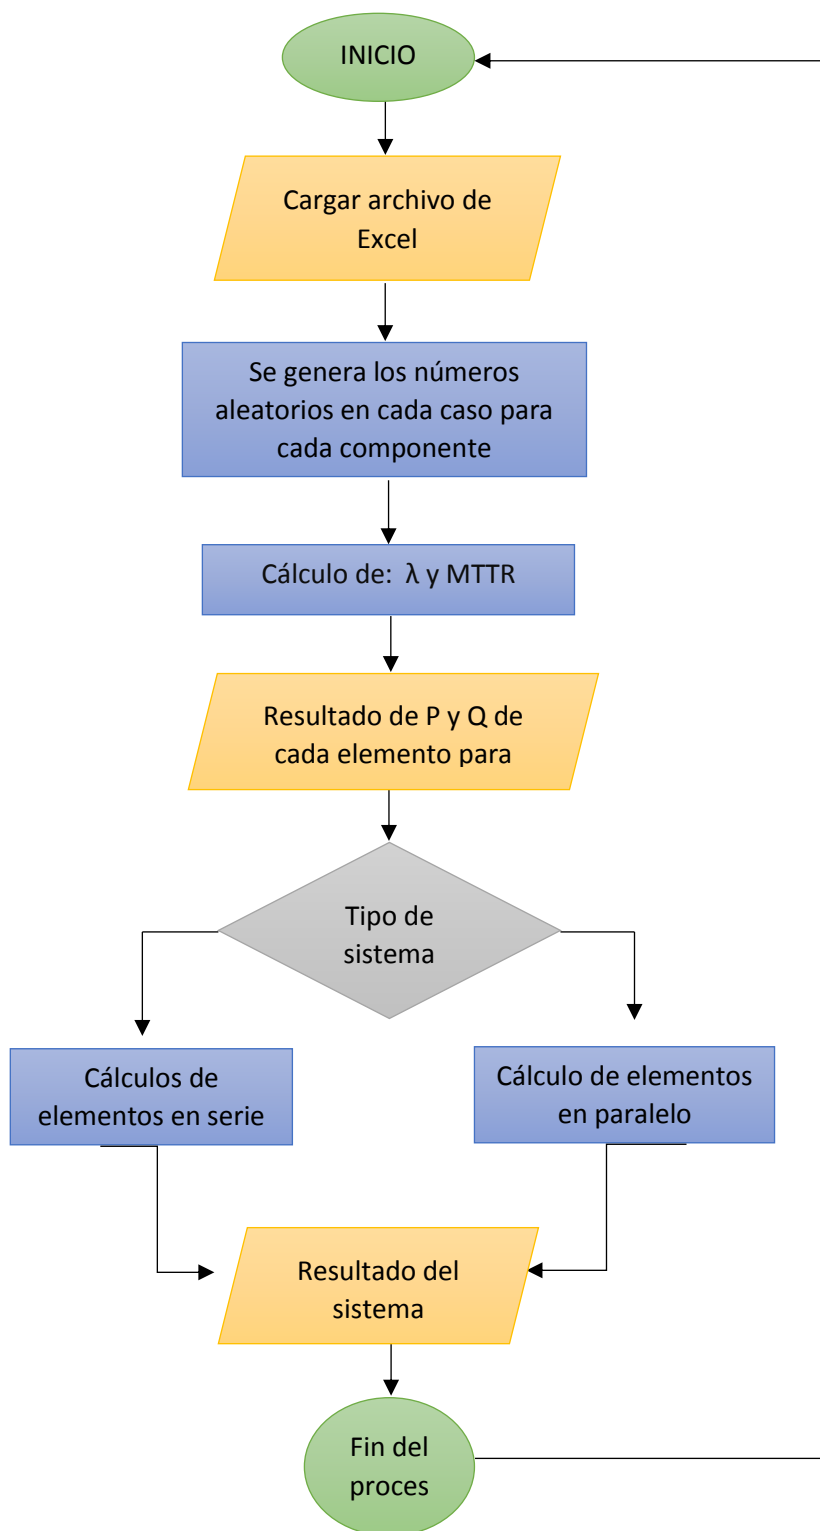 INICIO
Cargar archivo de
Excel
Se genera los números
aleatorios en cada caso para
cada componente
Cálculo de: λ y MTTR
Resultado de P y Q de
cada elemento para
Tipo de
sistema
Cálculos de
elementos en serie
Cálculo de elementos
en paralelo
Resultado del
sistema
Fin del
proces